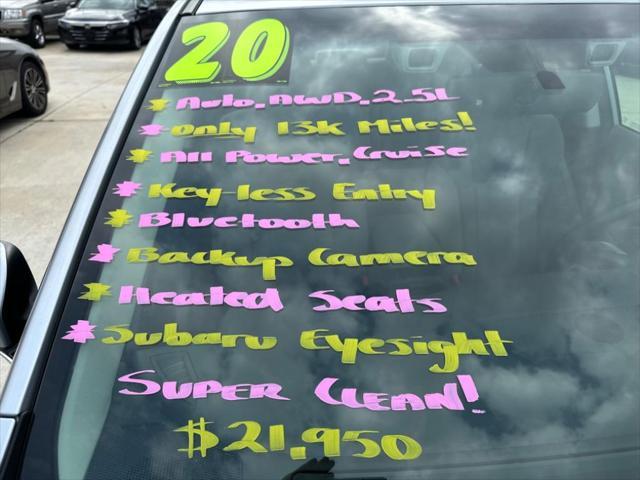 20
* Auto, AWD, 2.5L
* Only 13k Miles!
* All Power, Cruise
* Key-less Entry
* Bluetooth
* Backup Camera
* Heated Seats
* Subaru Eyesight
SUPER CLEAN!
$21,950